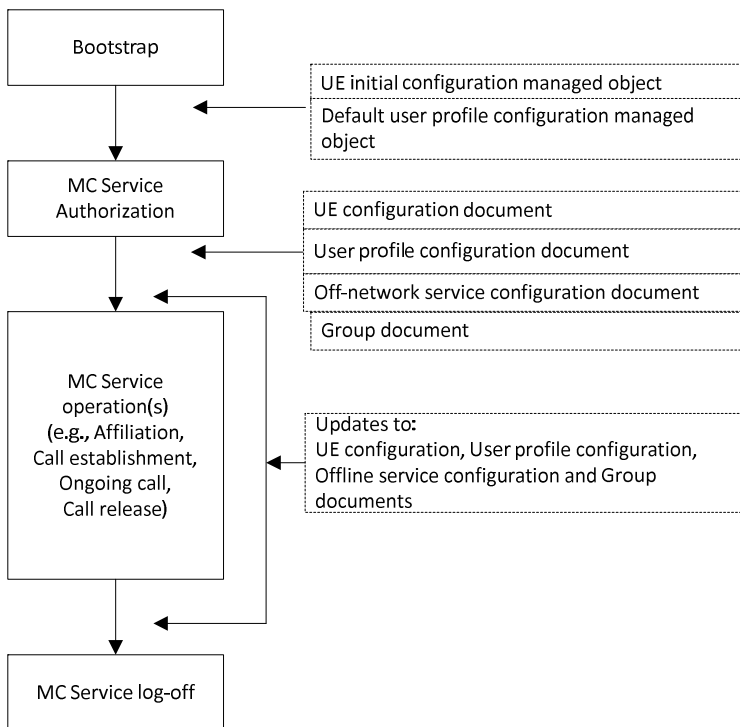 Bootstrap
UE initial configuration managed object
Default user profile configuration managed
object
MC Service
Authorization
UE configuration document
User profile configuration document
Off-network service configuration document
Group document
MC Service
operation(s)
(e.g., Affiliation,
Call establishment,
Ongoing call,
Call release)
Updates to:
UE configuration, User profile configuration,
Offline service configuration and Group
documents
MC Service log-off